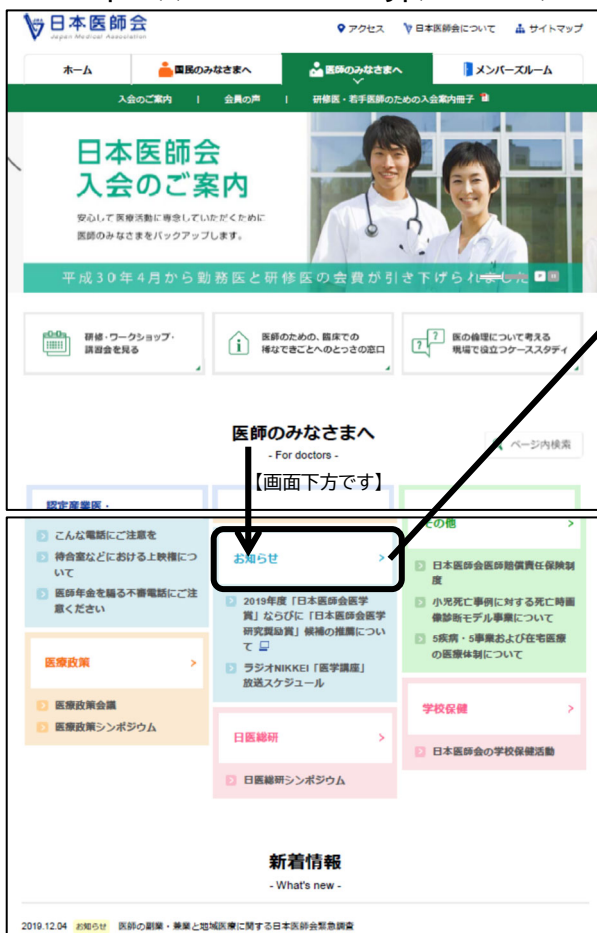 日本医師会
Japan Medical Association
アクセス
日本医師会について
サイトマップ
ホーム
国民のみなさまへ
医師のみなさまへ
メンバーズルーム
入会のご案内 | 会員の声 | 研修医・若手医師のための入会案内冊子
日本医師会
入会のご案内
安心して医療活動に専念していただくために
医師のみなさまをバックアップします。
平成30年4月から勤務医と研修医の会費が引き下げられました
研修・ワークショップ・
講習会を見る
医師のための、臨床での
稀なできごとへのとっさの窓口
医の倫理について考える
現場で役立つケーススタディ
医師のみなさまへ
- For doctors -
ページ内検索
【画面下方です】
認定産業医・
こんな電話にご注意を
待合室などにおける上映権につ
いて
医師年金を騙る不審電話にご注
意ください
医療政策
医療政策会議
医療政策シンポジウム
お知らせ
2019年度「日本医師会医学
賞」ならびに「日本医師会医学
研究奨励賞」候補の推薦につい
て
ラジオNIKKEI「医学講座」
放送スケジュール
日医総研
日医総研シンポジウム
その他
日本医師会医師賠償責任保険制
度
小児死亡事例に対する死亡時画
像診断モデル事業について
5疾病・5事業および在宅医療
の医療体制について
学校保健
日本医師会の学校保健活動
新着情報
- What's new -
2019.12.04 お知らせ 医師の副業・兼業と地域医療に関する日本医師会緊急調査